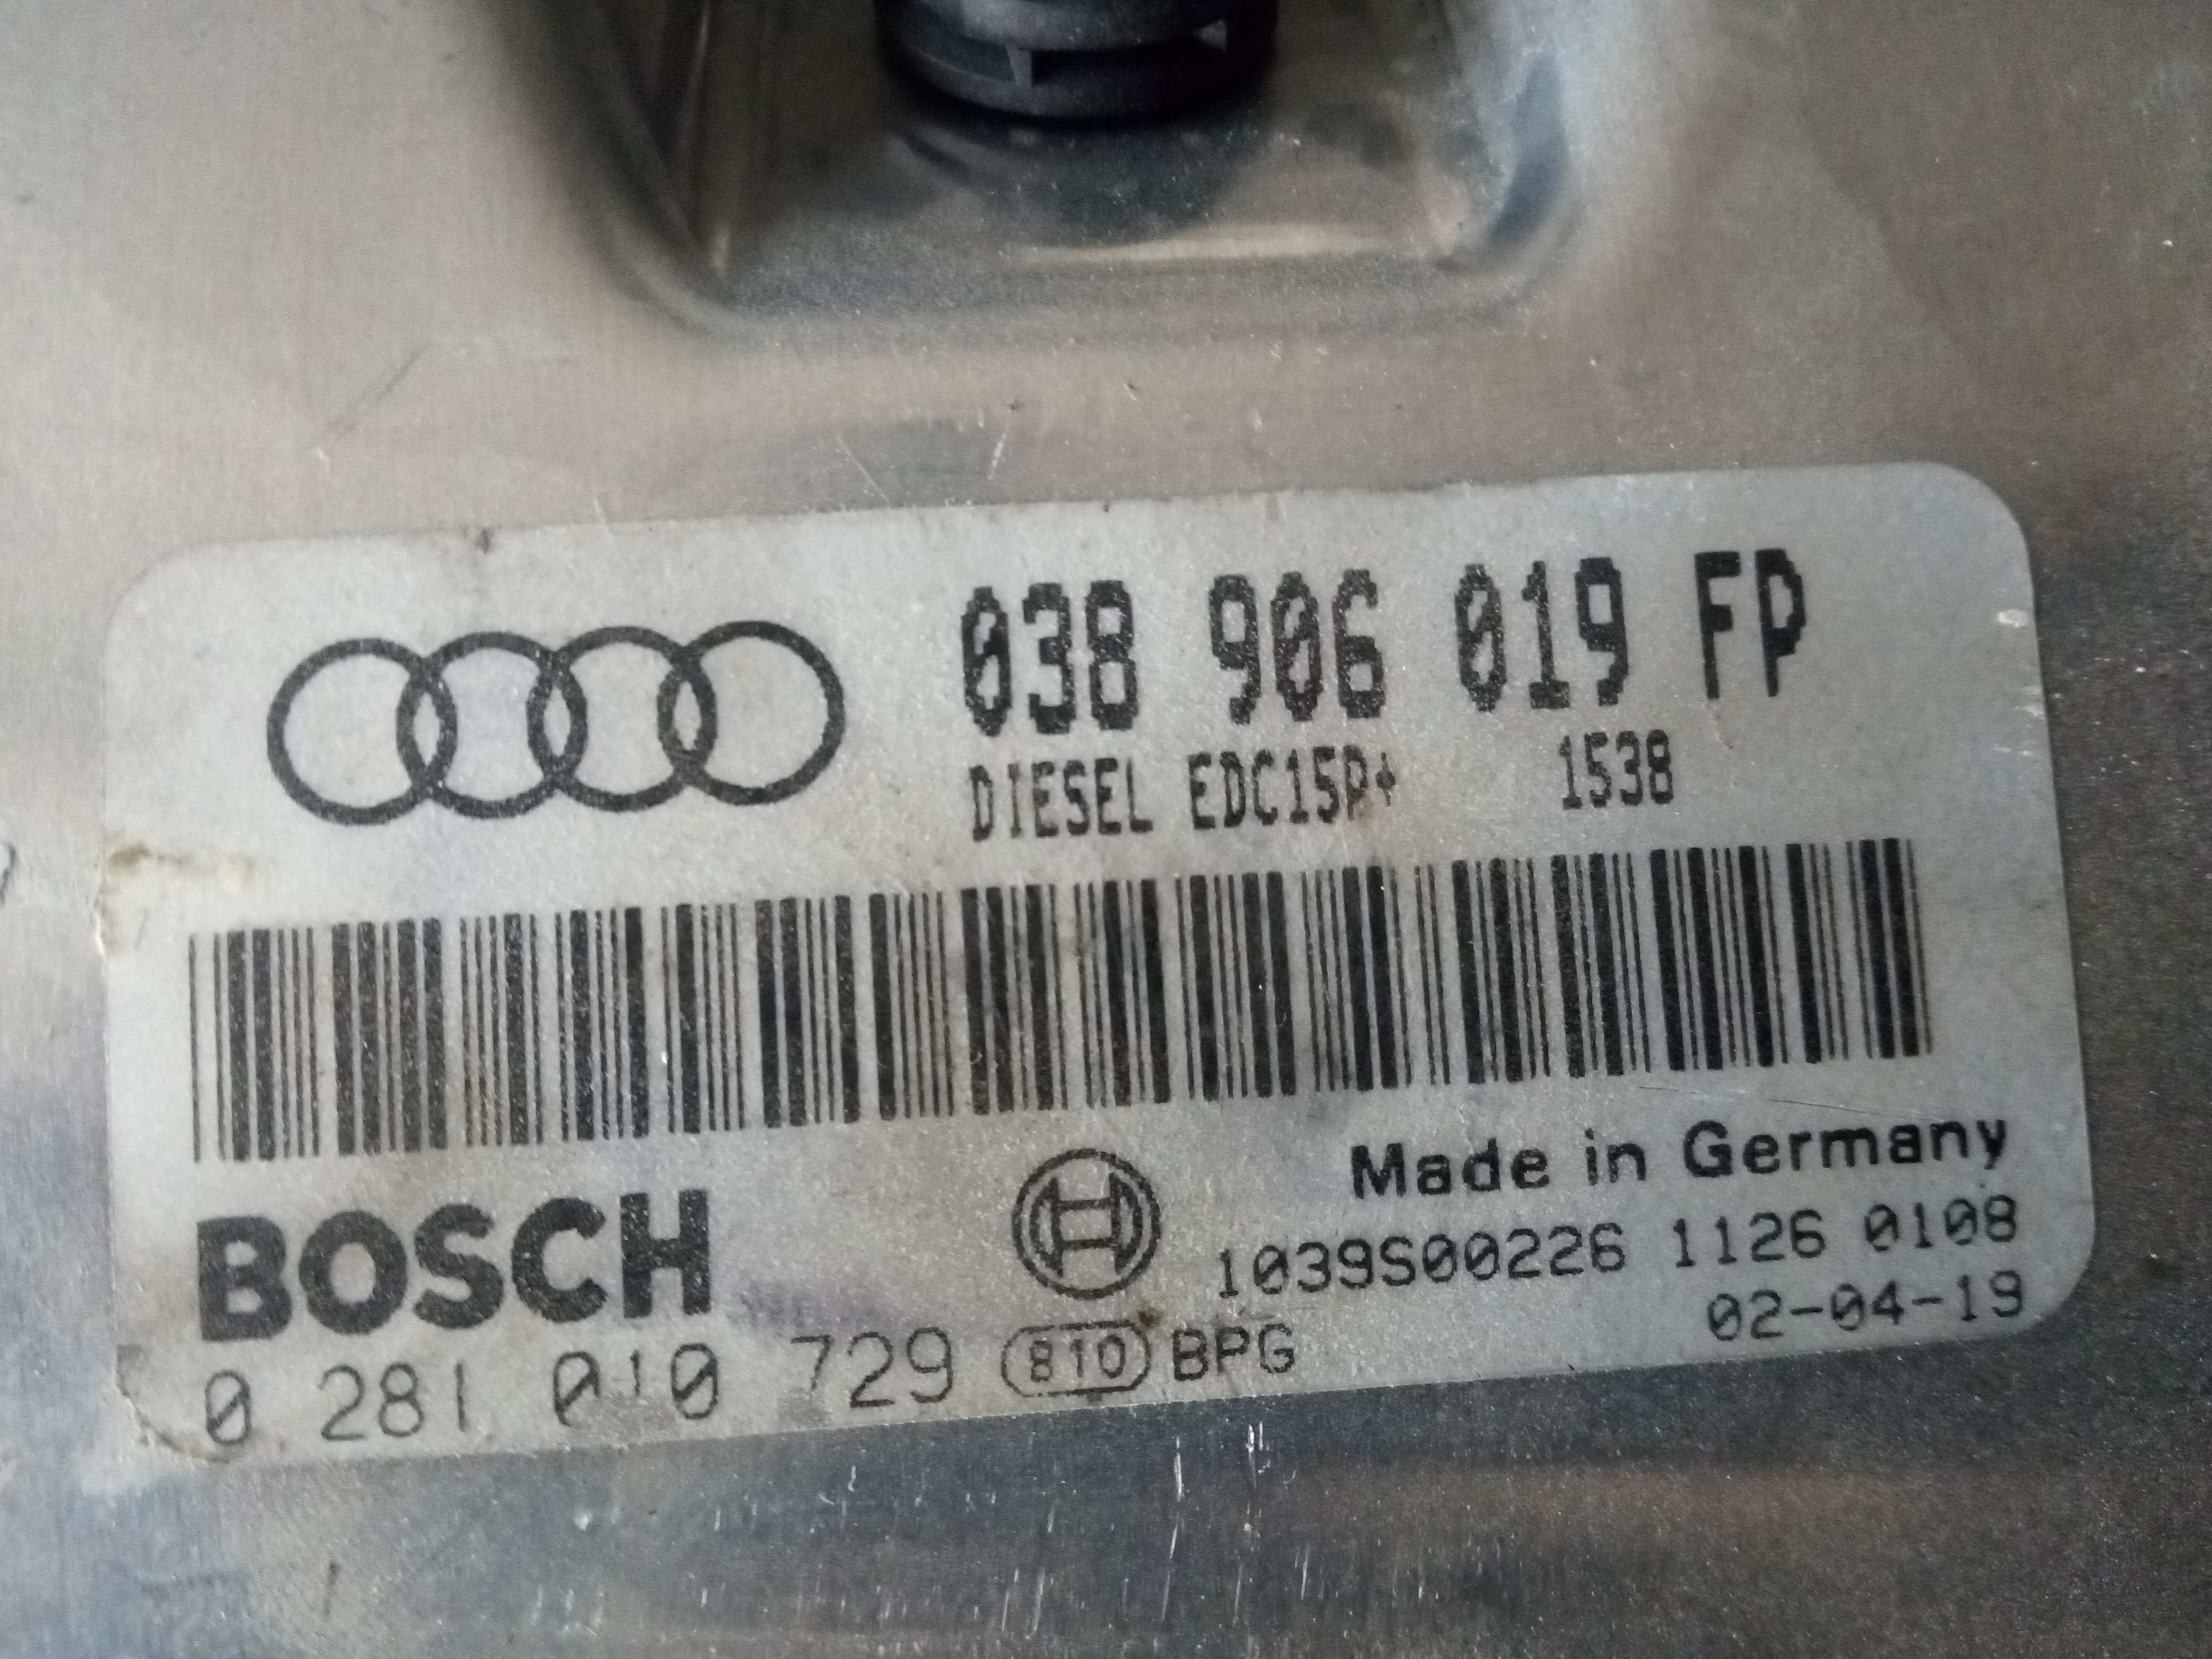 038 906 019 FP
DIESEL EDC15P+ 1538
Made in Germany
BOSCH
1039S00226 1126 0108
02-04-19
0 281 010 729 810 BPG